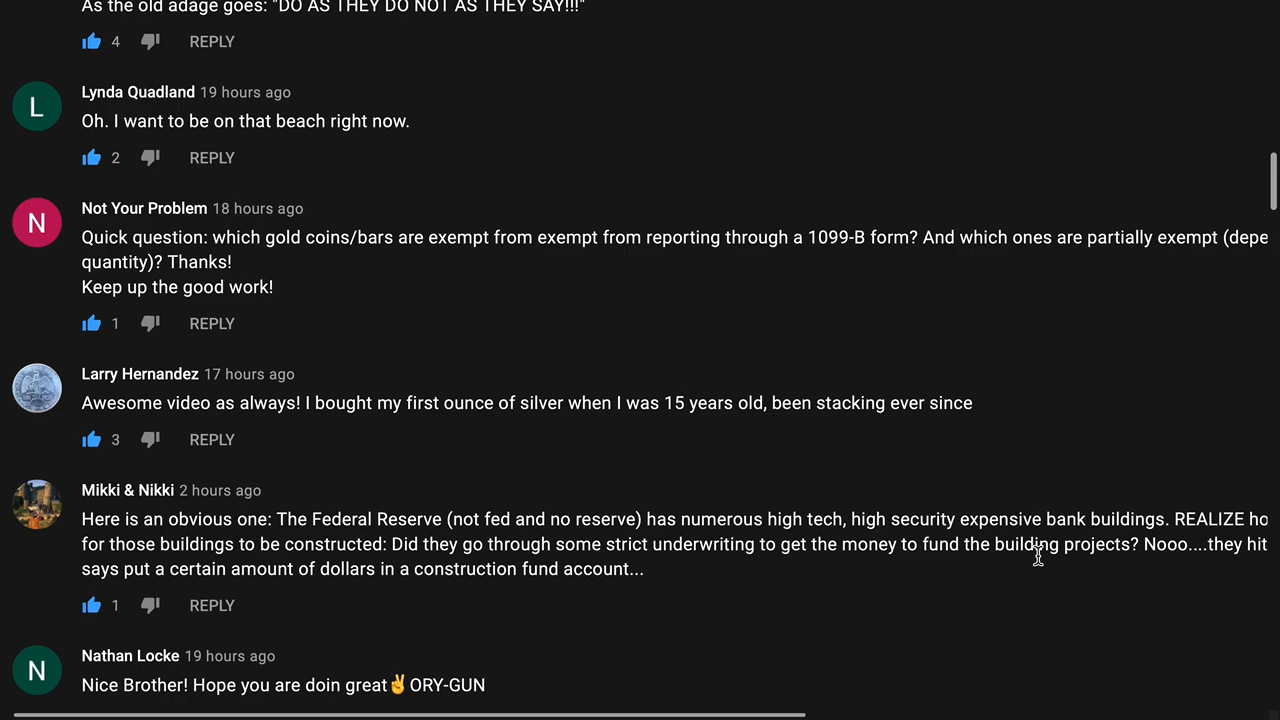 As the old adage goes: "DO AS THEY DO NOT AS THEY SAY!!!"
4 REPLY
L
Lynda Quadland 19 hours ago
Oh. I want to be on that beach right now.
2 REPLY
N
Not Your Problem 18 hours ago
Quick question: which gold coins/bars are exempt from exempt from reporting through a 1099-B form? And which ones are partially exempt (depe
quantity)? Thanks!
Keep up the good work!
1 REPLY
Larry Hernandez 17 hours ago
Awesome video as always! I bought my first ounce of silver when I was 15 years old, been stacking ever since
3 REPLY
Mikki & Nikki 2 hours ago
Here is an obvious one: The Federal Reserve (not fed and no reserve) has numerous high tech, high security expensive bank buildings. REALIZE ho
for those buildings to be constructed: Did they go through some strict underwriting to get the money to fund the building projects? Nooo....they hit
says put a certain amount of dollars in a construction fund account...
1 REPLY
N
Nathan Locke 19 hours ago
Nice Brother! Hope you are doin great✌️ORY-GUN